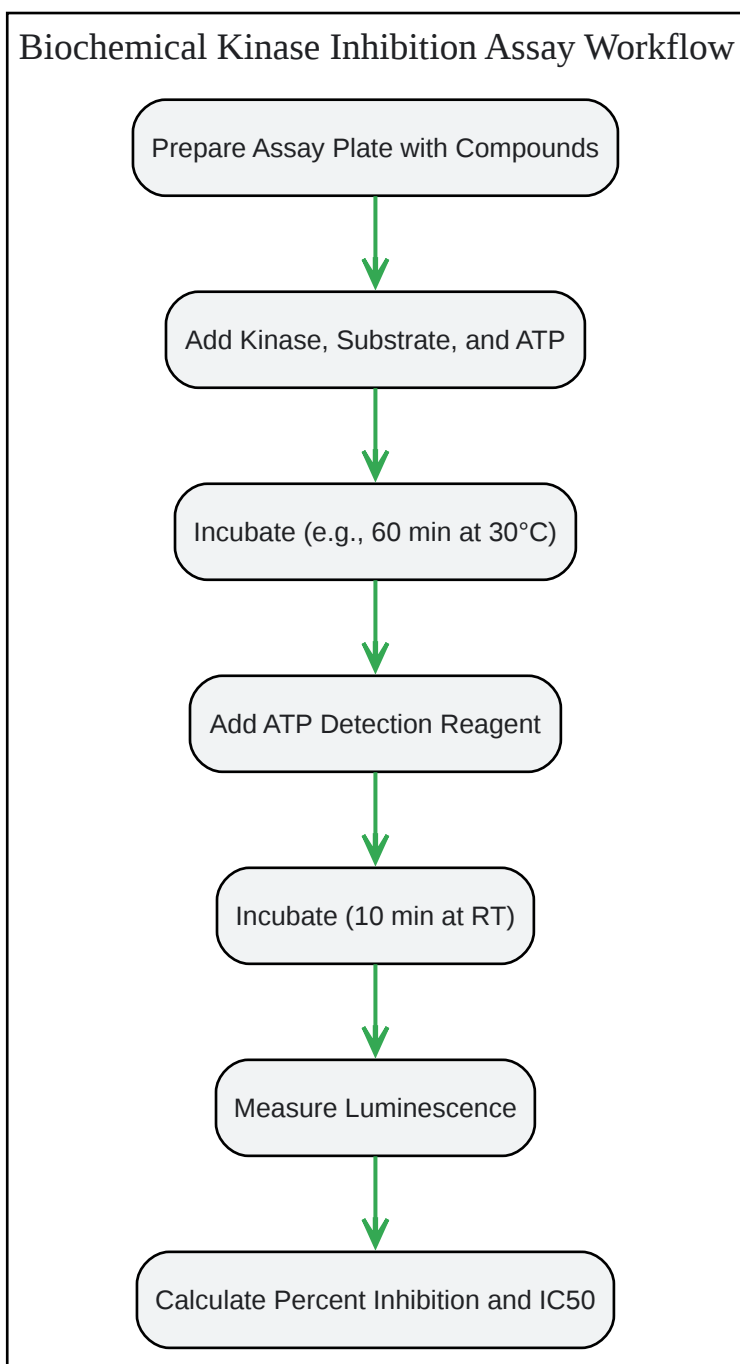 Biochemical Kinase Inhibition Assay Workflow
Prepare Assay Plate with Compounds
Add Kinase, Substrate, and ATP
Incubate (e.g., 60 min at 30°C)
Add ATP Detection Reagent
Incubate (10 min at RT)
Measure Luminescence
Calculate Percent Inhibition and IC50